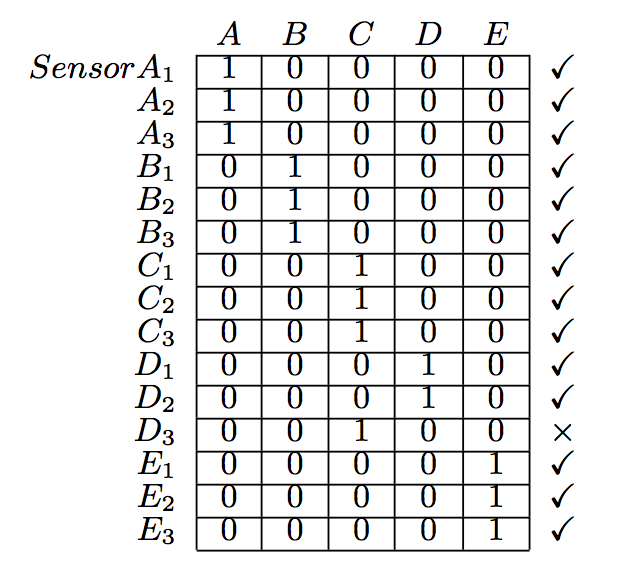 A B C D E
Sensor A₁ 1 0 0 0 0 ✓
A₂ 1 0 0 0 0 ✓
A₃ 1 0 0 0 0 ✓
B₁ 0 1 0 0 0 ✓
B₂ 0 1 0 0 0 ✓
B₃ 0 1 0 0 0 ✓
C₁ 0 0 1 0 0 ✓
C₂ 0 0 1 0 0 ✓
C₃ 0 0 1 0 0 ✓
D₁ 0 0 0 1 0 ✓
D₂ 0 0 0 1 0 ✓
D₃ 0 0 1 0 0 ×
E₁ 0 0 0 0 1 ✓
E₂ 0 0 0 0 1 ✓
E₃ 0 0 0 0 1 ✓